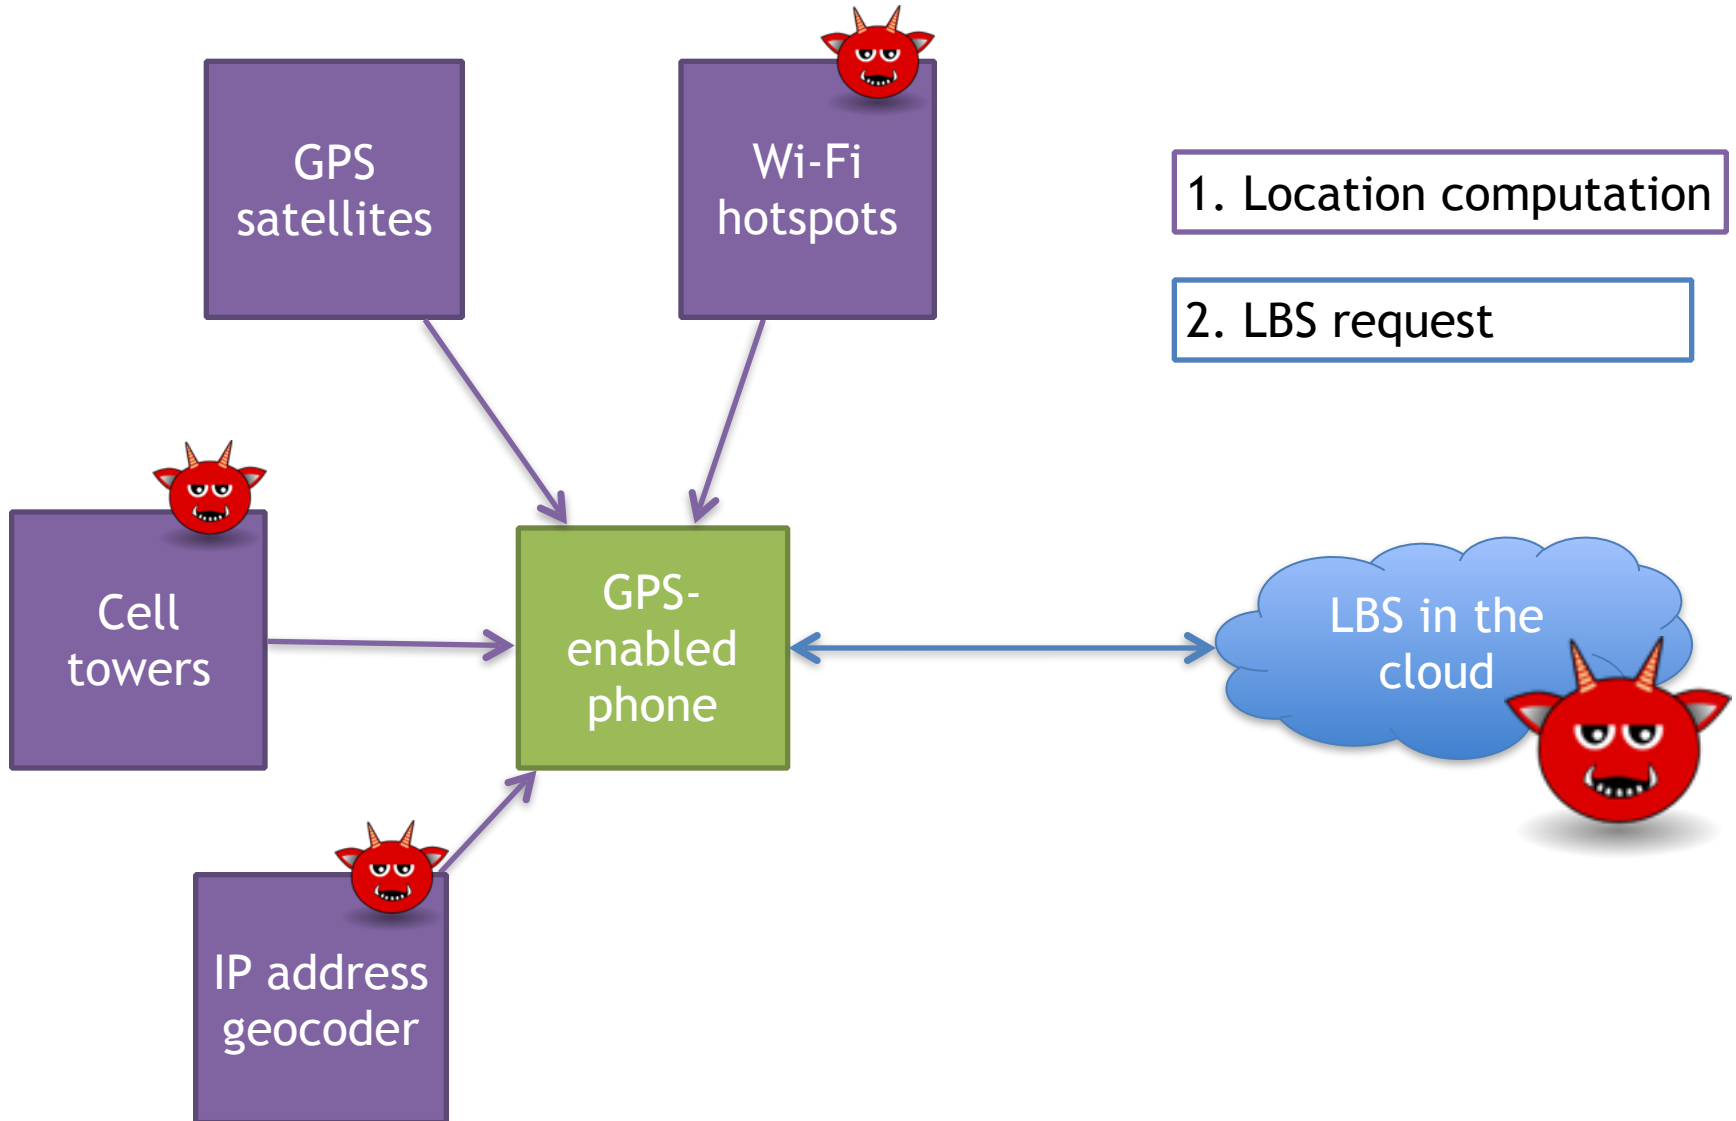 GPS
satellites
Wi-Fi
hotspots
1. Location computation
2. LBS request
Cell
towers
GPS-
enabled
phone
LBS in the
cloud
IP address
geocoder